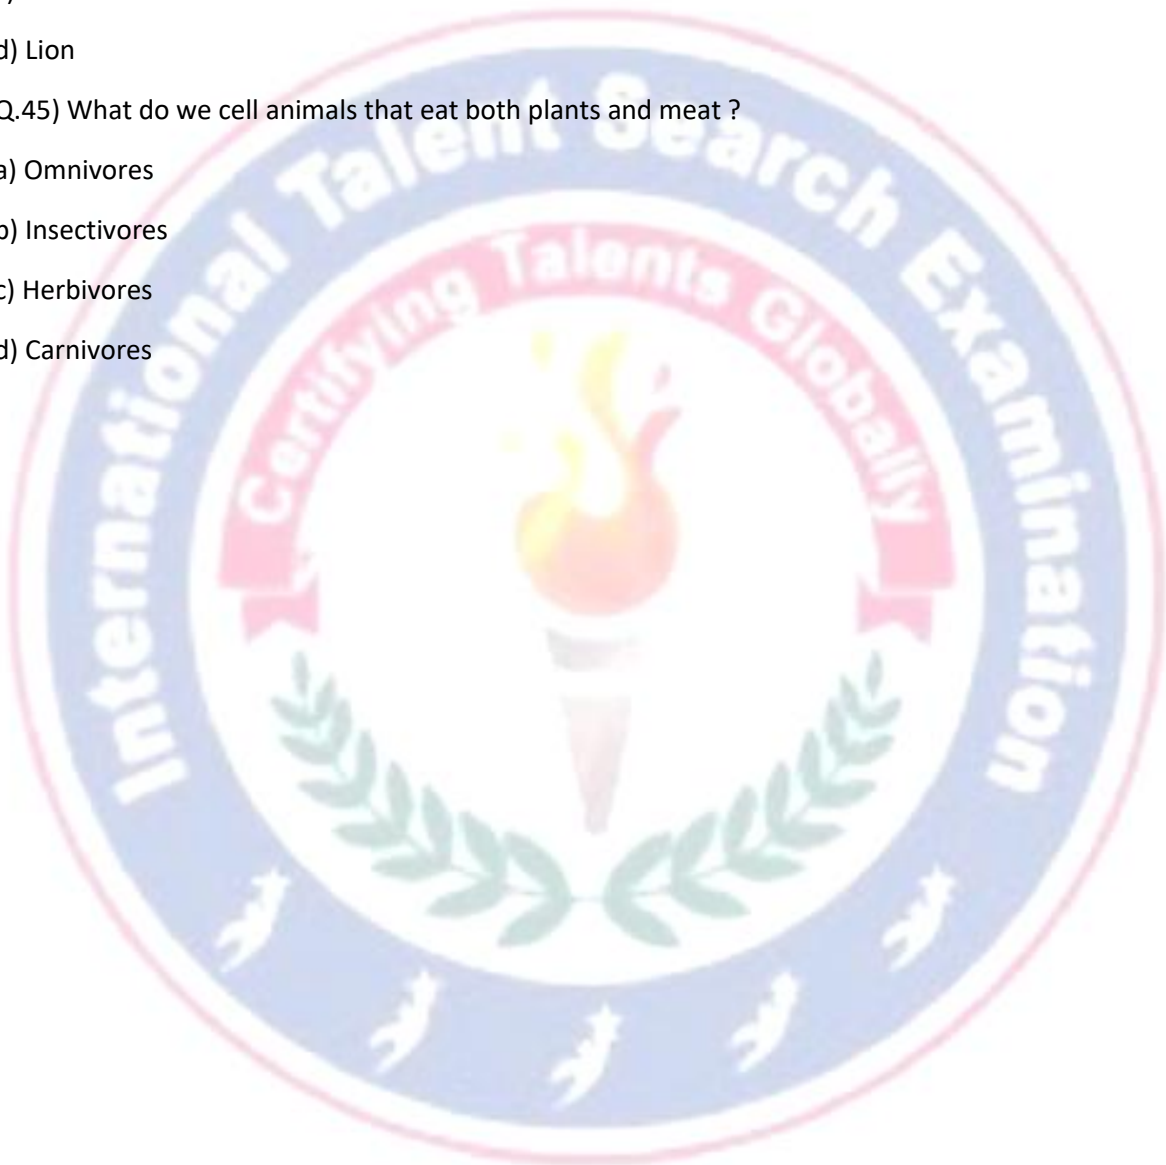 d) Lion
Q.45) What do we cell animals that eat both plants and meat ?
a) Omnivores
b) Insectivores
c) Herbivores
d) Carnivores
International Talent Search Examination
Certifying Talents Globally